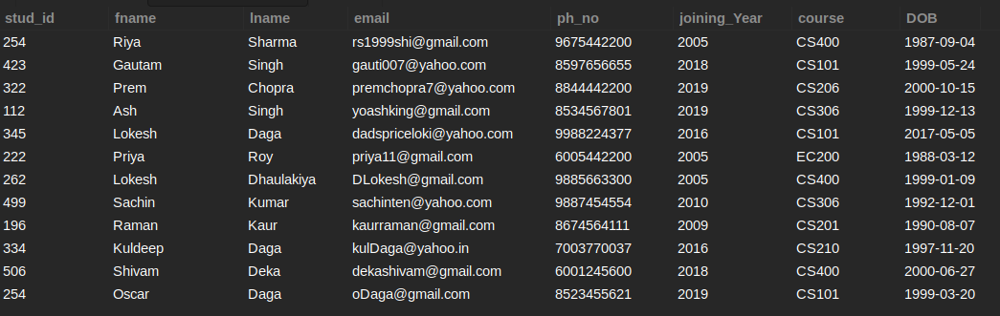 stud_id fname lname email ph_no joining_Year course DOB
254 Riya Sharma rs1999shi@gmail.com 9675442200 2005 CS400 1987-09-04
423 Gautam Singh gauti007@yahoo.com 8597656655 2018 CS101 1999-05-24
322 Prem Chopra premchopra7@yahoo.com 8844442200 2019 CS206 2000-10-15
112 Ash Singh yoashking@gmail.com 8534567801 2019 CS306 1999-12-13
345 Lokesh Daga dadspriceloki@yahoo.com 9988224377 2016 CS101 2017-05-05
222 Priya Roy priya11@gmail.com 6005442200 2005 EC200 1988-03-12
262 Lokesh Dhaulakiya DLokesh@gmail.com 9885663300 2005 CS400 1999-01-09
499 Sachin Kumar sachinten@yahoo.com 9887454554 2010 CS306 1992-12-01
196 Raman Kaur kaurraman@gmail.com 8674564111 2009 CS201 1990-08-07
334 Kuldeep Daga kulDaga@yahoo.in 7003770037 2016 CS210 1997-11-20
506 Shivam Deka dekashivam@gmail.com 6001245600 2018 CS400 2000-06-27
254 Oscar Daga oDaga@gmail.com 8523455621 2019 CS101 1999-03-20